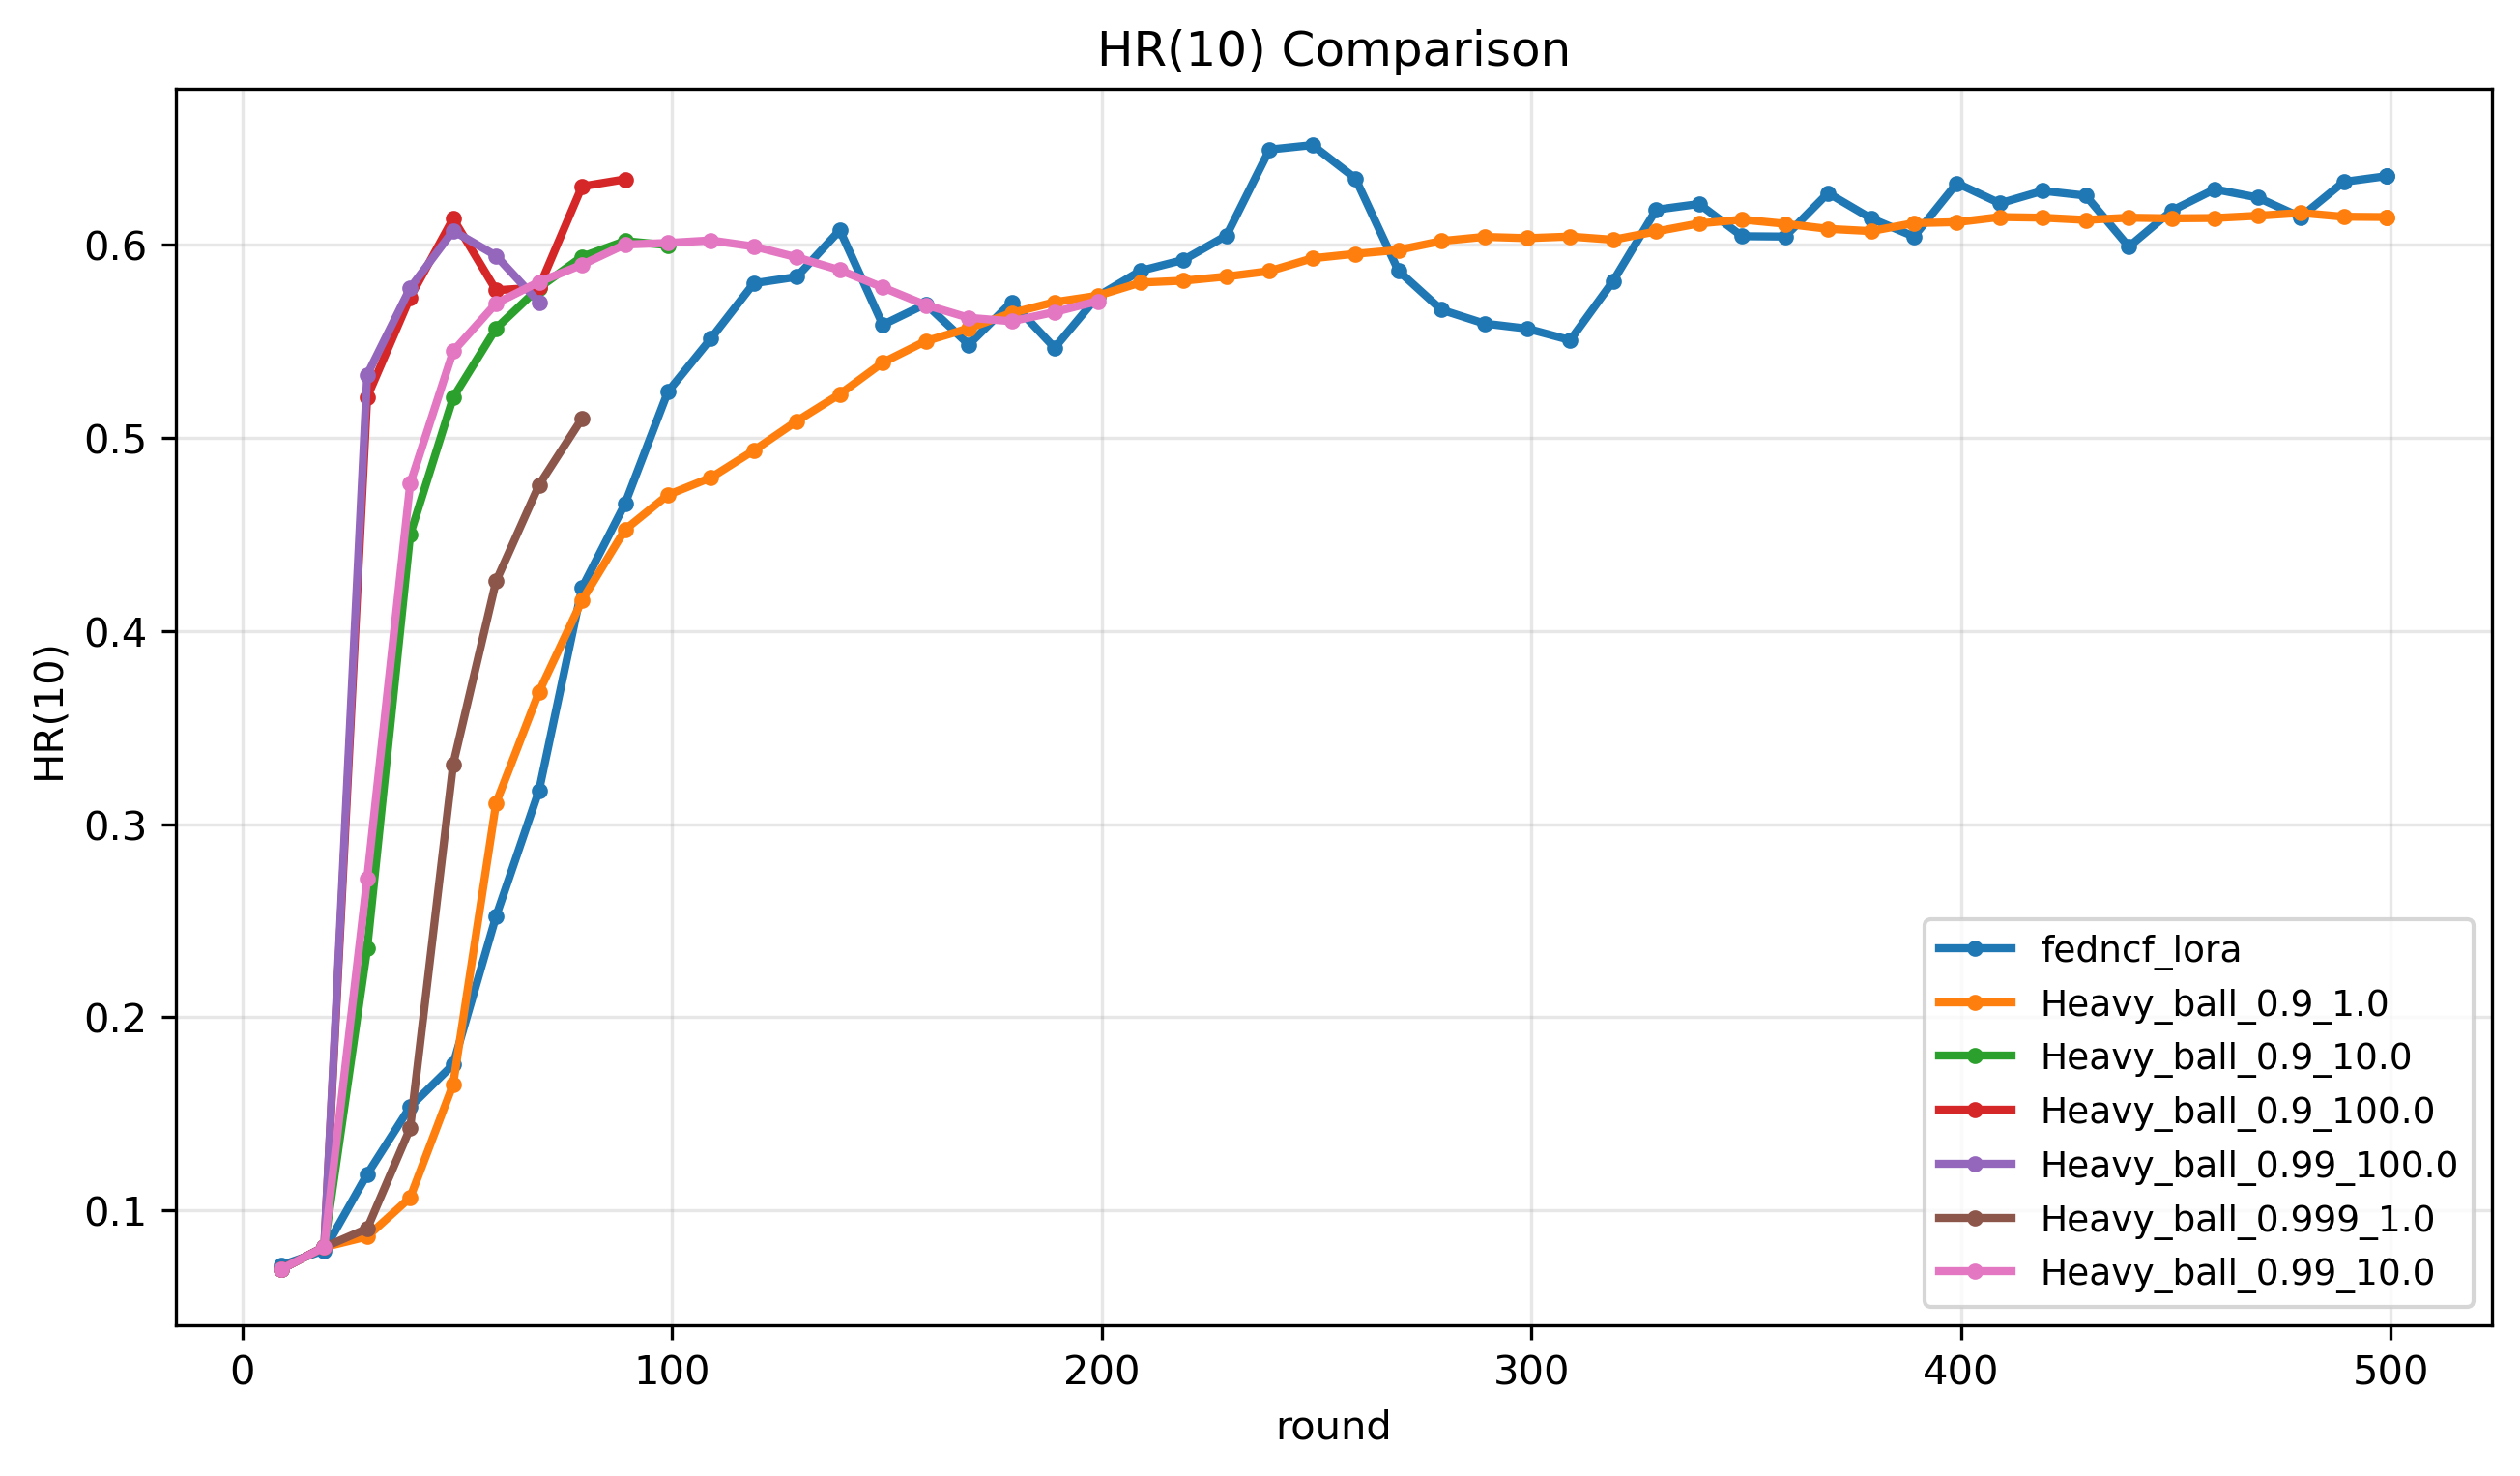 HR(10) Comparison
HR(10)
0.6
0.5
0.4
0.3
0.2
0.1
fedncf_lora
Heavy_ball_0.9_1.0
Heavy_ball_0.9_10.0
Heavy_ball_0.9_100.0
Heavy_ball_0.99_100.0
Heavy_ball_0.999_1.0
Heavy_ball_0.99_10.0
0 100 200 300 400 500
round